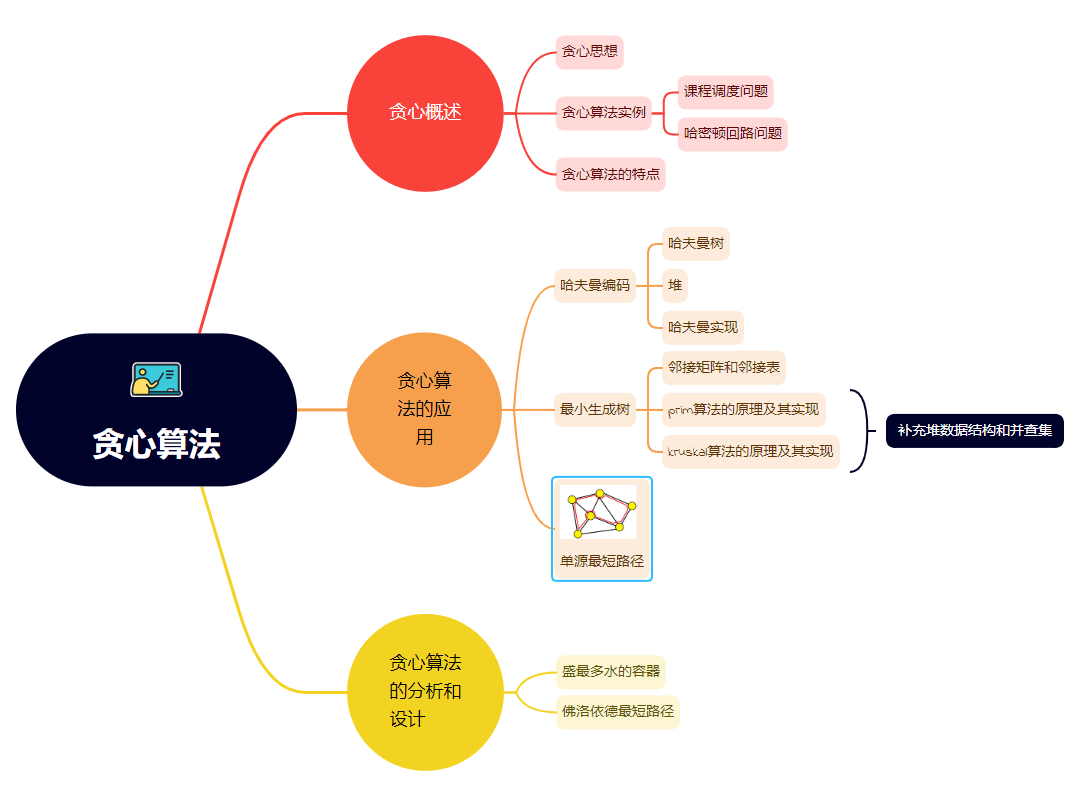 贪心算法
贪心概述
贪心思想
贪心算法实例
课程调度问题
哈密顿回路问题
贪心算法的特点
贪心算
法的应
用
哈夫曼编码
哈夫曼树
堆
哈夫曼实现
最小生成树
邻接矩阵和邻接表
prim算法的原理及其实现
kruskal算法的原理及其实现
补充堆数据结构和并查集
单源最短路径
贪心算法
的分析和
设计
盛最多水的容器
佛洛依德最短路径